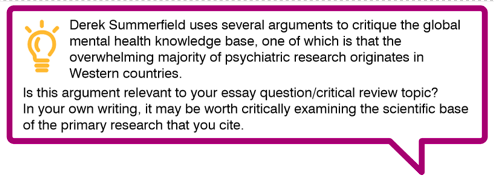 Derek Summerfield uses several arguments to critique the global
mental health knowledge base, one of which is that the
overwhelming majority of psychiatric research originates in
Western countries.
Is this argument relevant to your essay question/critical review topic?
In your own writing, it may be worth critically examining the scientific base
of the primary research that you cite.